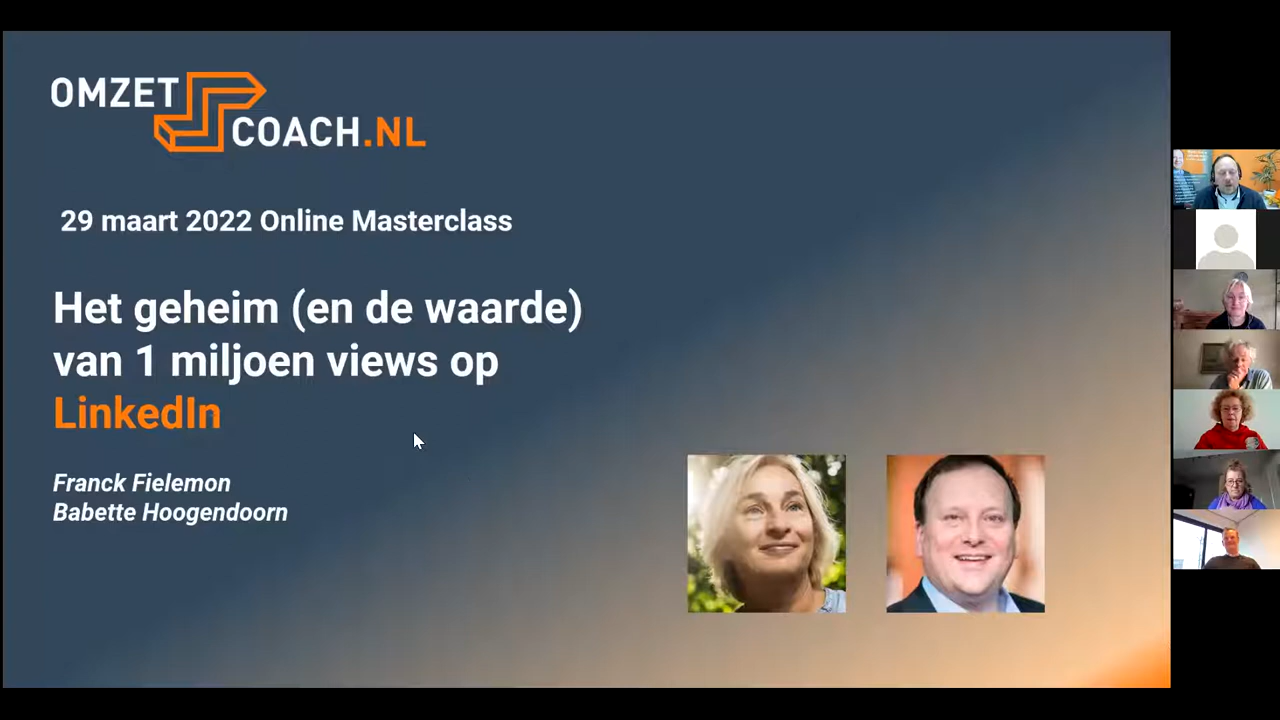 OMZET
COACH.NL
29 maart 2022 Online Masterclass
Het geheim (en de waarde)
van 1 miljoen views op
LinkedIn
Franck Fielemon
Babette Hoogendoorn